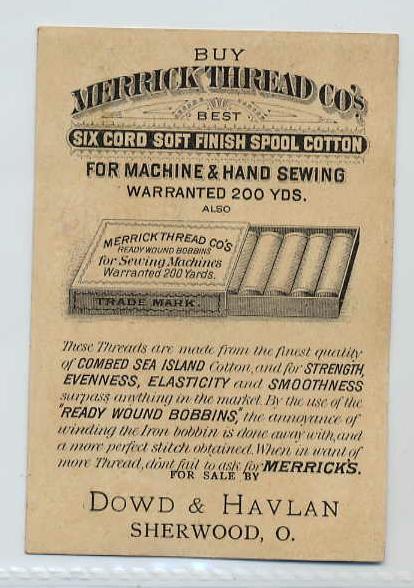 BUY
MERRICK THREAD CO'S.
BEST
SIX CORD SOFT FINISH SPOOL COTTON
FOR MACHINE & HAND SEWING
WARRANTED 200 YDS.
ALSO
MERRICK THREAD CO'S
READY WOUND BOBBINS
for Sewing Machines
Warranted 200 Yards.
TRADE MARK.
These Threads are made from the finest quality
of COMBED SEA ISLAND Cotton, and for STRENGTH,
EVENNESS, ELASTICITY and SMOOTHNESS
surpass anything in the market. By the use of the
"READY WOUND BOBBINS," the annoyance of
winding the Iron bobbin is done away with, and
a more perfect stitch obtained. When in want of
more Thread, don't fail to ask for MERRICK'S.
FOR SALE BY
DOWD & HAVLAN
SHERWOOD, O.